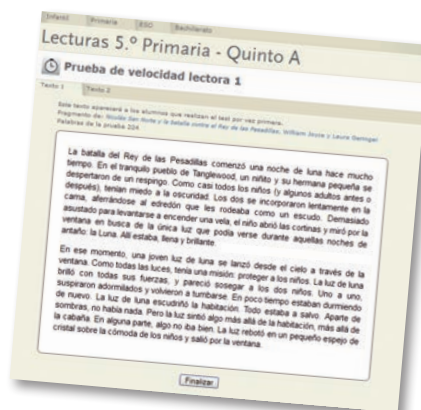 Infantil Primaria ESO Bachillerato
Lecturas 5.º Primaria - Quinto A
Prueba de velocidad lectora 1
Texto 1 Texto 2
Este texto aparecerá a los alumnos que realizan el test por vez primera.
Fragmento de: Nicolás San Norte y la batalla contra el Rey de las Pesadillas, William Joyce y Laura Geringer
Palabras de la prueba 204
La batalla del Rey de las Pesadillas comenzó una noche de luna hace mucho
tiempo. En el tranquilo pueblo de Tanglewood, un niñito y su hermana pequeña se
despertaron de un respingo. Como casi todos los niños (y algunos adultos antes o
después), tenían miedo a la oscuridad. Los dos se incorporaron lentamente en la
cama, aferrándose al edredón que les rodeaba como un escudo. Demasiado
asustado para levantarse a encender una vela, el niño abrió las cortinas y miró por la
ventana en busca de la única luz que podía verse durante aquellas noches de
antaño: la Luna. Allí estaba, llena y brillante.
En ese momento, una joven luz de luna se lanzó desde el cielo a través de la
ventana. Como todas las luces, tenía una misión: proteger a los niños. La luz de luna
brilló con todas sus fuerzas, y pareció sosegar a los dos niños. Uno a uno,
suspiraron adormilados y volvieron a tumbarse. En poco tiempo estaban durmiendo
de nuevo. La luz de luna escudriñó la habitación. Todo estaba a salvo. Aparte de
sombras, no había nada. Pero la luz sintió algo más allá de la habitación, más allá de
la cabaña. En alguna parte, algo no iba bien. La luz rebotó en un pequeño espejo de
cristal sobre la cómoda de los niños y salió por la ventana.
Finalizar